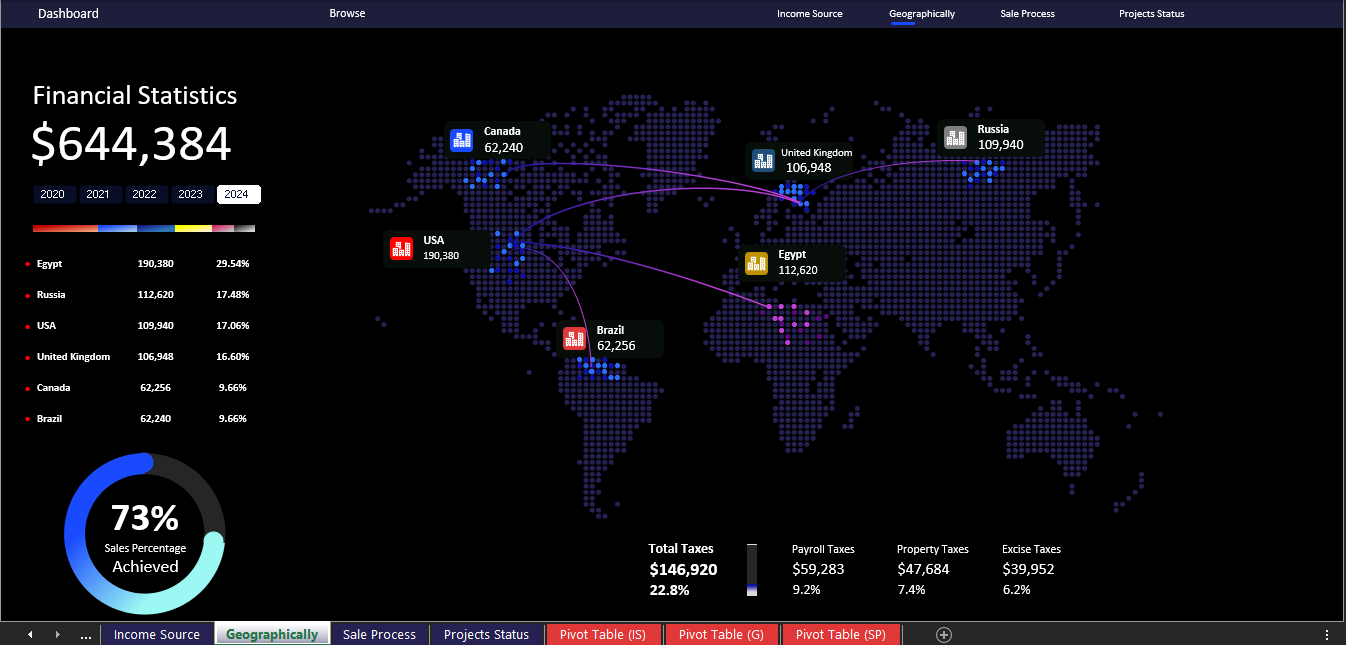 Dashboard Browse Income Source Geographically Sale Process Projects Status
Financial Statistics
$644,384
2020 2021 2022 2023 2024
Egypt 190,380 29.54%
Russia 112,620 17.48%
USA 109,940 17.06%
United Kingdom 106,948 16.60%
Canada 62,256 9.66%
Brazil 62,240 9.66%
73%
Sales Percentage
Achieved
Canada
62,240
United Kingdom
106,948
Russia
109,940
USA
190,380
Egypt
112,620
Brazil
62,256
Total Taxes Payroll Taxes Property Taxes Excise Taxes
$146,920 $59,283 $47,684 $39,952
22.8% 9.2% 7.4% 6.2%
... Income Source Geographically Sale Process Projects Status Pivot Table (IS) Pivot Table (G) Pivot Table (SP)